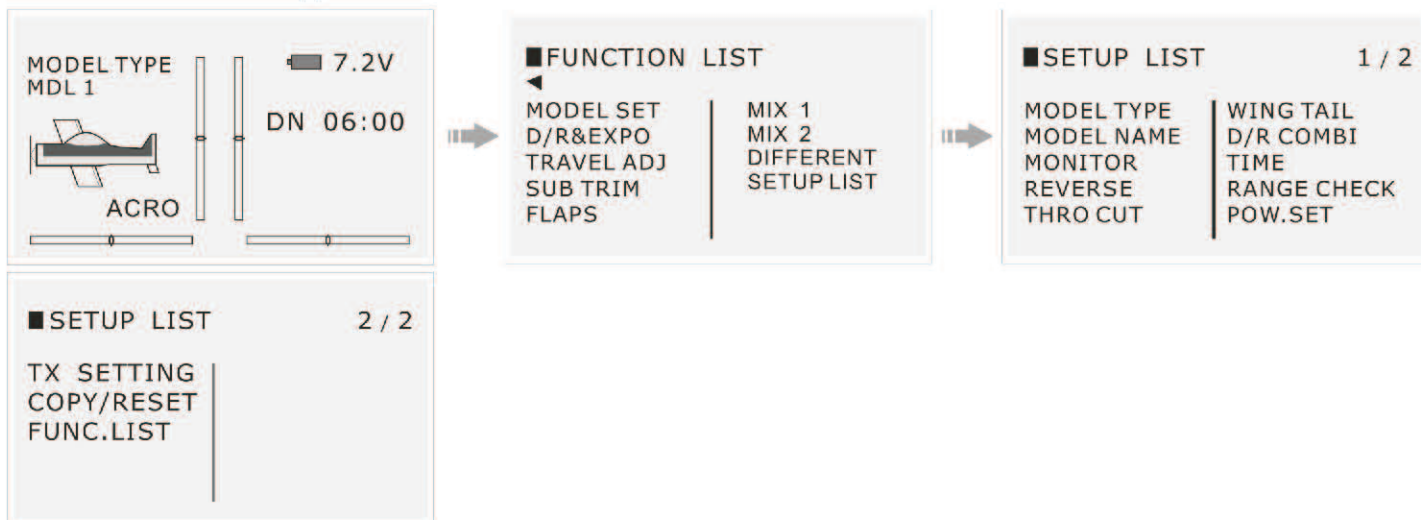 MODEL TYPE
MDL 1
7.2V
DN 06:00
ACRO
■FUNCTION LIST
◀
MODEL SET
D/R&EXPO
TRAVEL ADJ
SUB TRIM
FLAPS
MIX 1
MIX 2
DIFFERENT
SETUP LIST
■SETUP LIST 1 / 2
MODEL TYPE
MODEL NAME
MONITOR
REVERSE
THRO CUT
WING TAIL
D/R COMBI
TIME
RANGE CHECK
POW.SET
■SETUP LIST 2 / 2
TX SETTING
COPY/RESET
FUNC.LIST